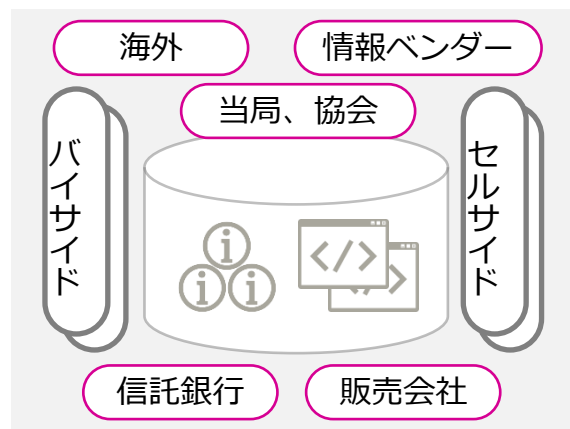 海外
情報ベンダー
当局、協会
バイサイド
セルサイド
i
i
i
</>
</>
信託銀行
販売会社